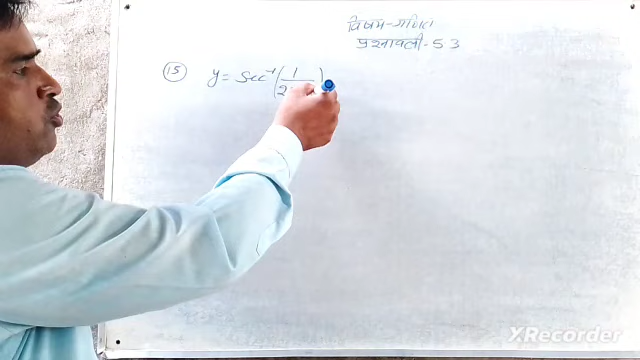 विषय-गणित
प्रश्नावली-5 3
15 y = Sec⁻¹(1/2
XRecorder